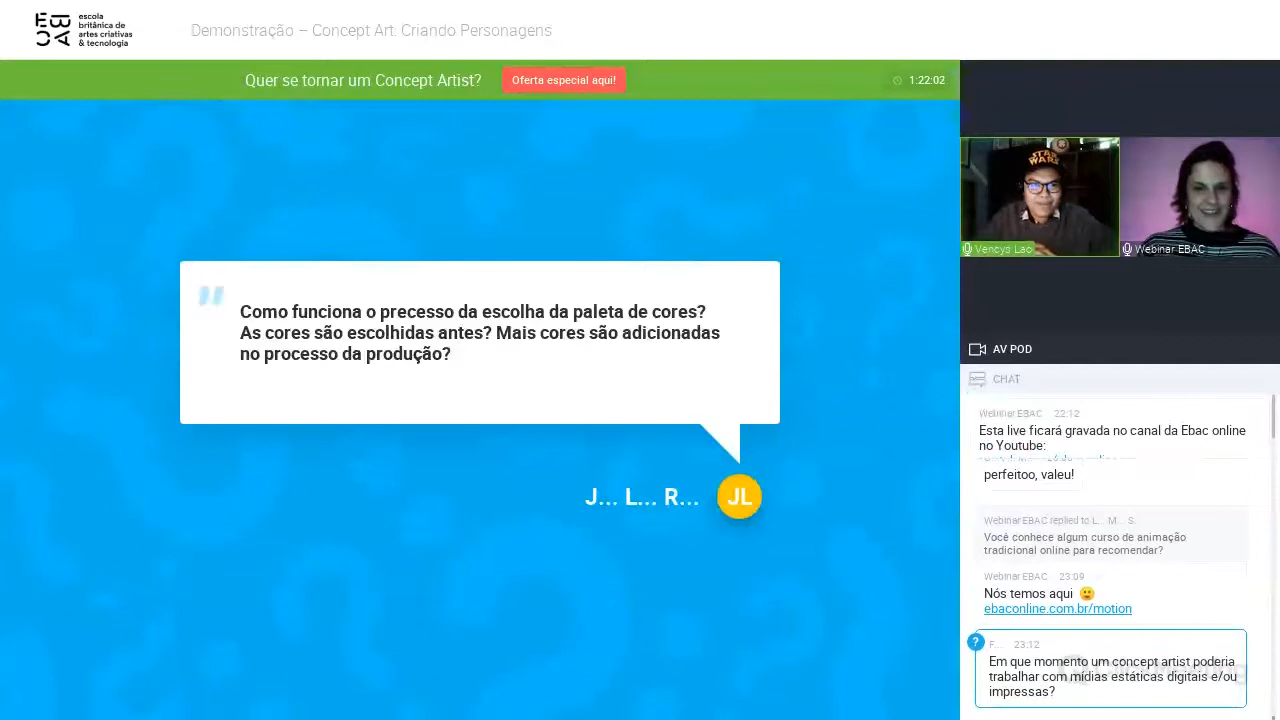 EBAC
escola
britânica de
artes criativas
& tecnologia
Demonstração – Concept Art: Criando Personagens
Quer se tornar um Concept Artist?
Oferta especial aqui!
1:22:02
"
Como funciona o precesso da escolha da paleta de cores?
As cores são escolhidas antes? Mais cores são adicionadas
no processo da produção?
J... L... R...
JL
STAR
WARS
Vencys Lao
Webinar EBAC
AV POD
CHAT
Webinar EBAC 22:12
Esta live ficará gravada no canal da Ebac online
no Youtube:
perfeitoo, valeu!
Webinar EBAC replied to L... M... S.
Você conhece algum curso de animação
tradicional online para recomendar?
Webinar EBAC 23:09
Nós temos aqui 🙂
ebaconline.com.br/motion
?
F... 23:12
Em que momento um concept artist poderia
trabalhar com mídias estáticas digitais e/ou
impressas?